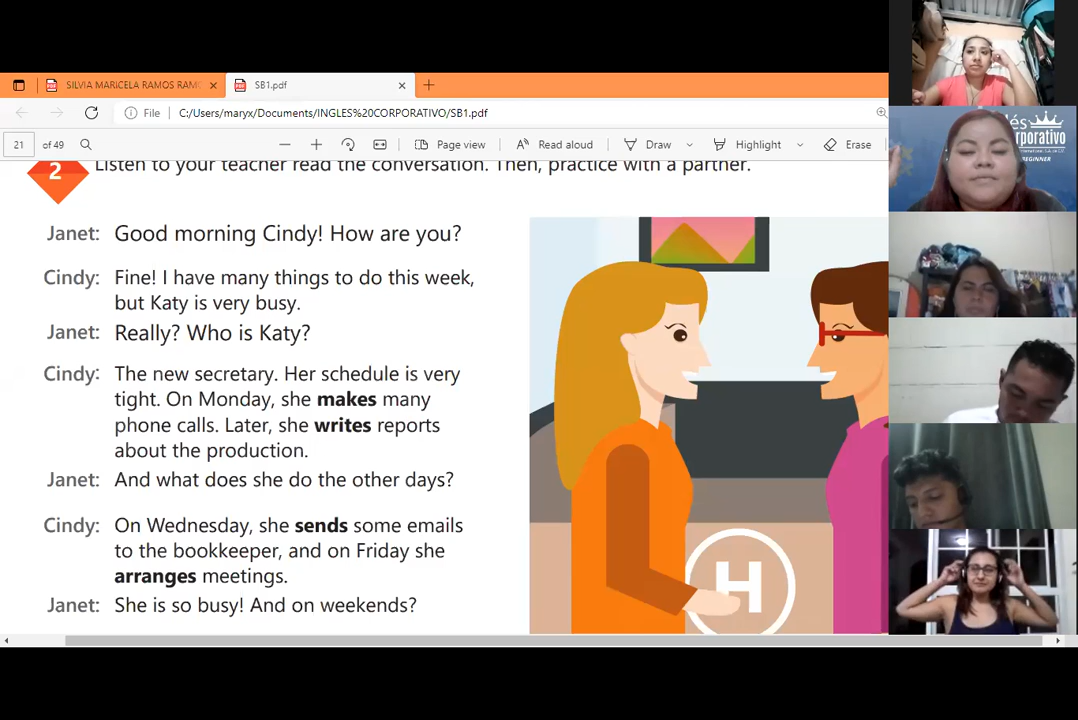 SILVIA MARICELA RAMOS RAM
SB1.pdf
File
C:/Users/maryx/Documents/INGLES%20CORPORATIVO/SB1.pdf
21 of 49
Page view
Read aloud
Draw
Highlight
Erase
2 Listen to your teacher read the conversation. Then, practice with a partner.
Janet: Good morning Cindy! How are you?
Cindy: Fine! I have many things to do this week,
but Katy is very busy.
Janet: Really? Who is Katy?
Cindy: The new secretary. Her schedule is very
tight. On Monday, she makes many
phone calls. Later, she writes reports
about the production.
Janet: And what does she do the other days?
Cindy: On Wednesday, she sends some emails
to the bookkeeper, and on Friday she
arranges meetings.
Janet: She is so busy! And on weekends?
H
és
orporativo
BEGINNER